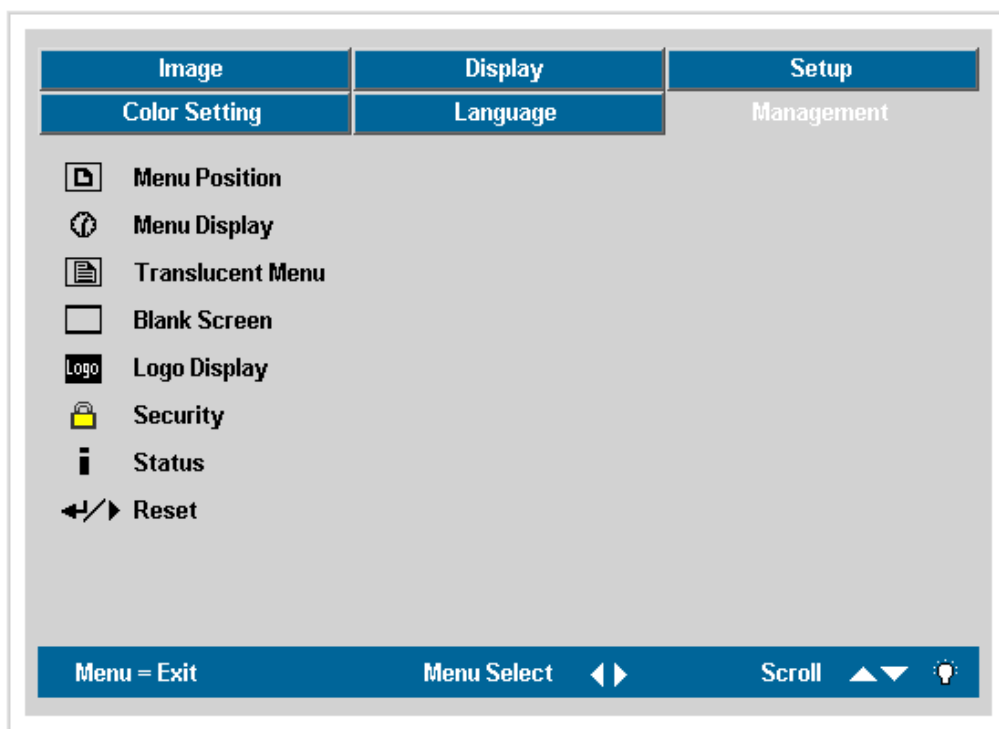 Image Display Setup
Color Setting Language Management
Menu Position
Menu Display
Translucent Menu
Blank Screen
Logo Logo Display
Security
Status
Reset
Menu = Exit Menu Select Scroll